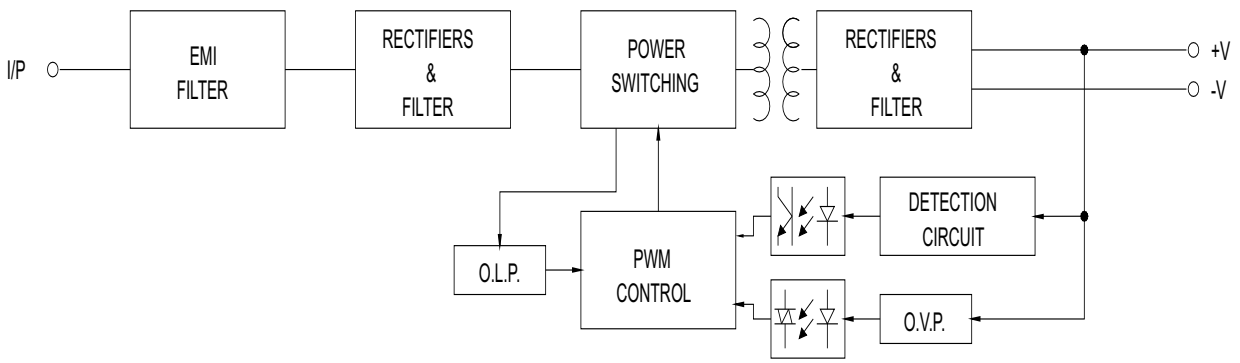 I/P
EMI
FILTER
RECTIFIERS
&
FILTER
POWER
SWITCHING
RECTIFIERS
&
FILTER
+V
-V
O.L.P.
PWM
CONTROL
DETECTION
CIRCUIT
O.V.P.